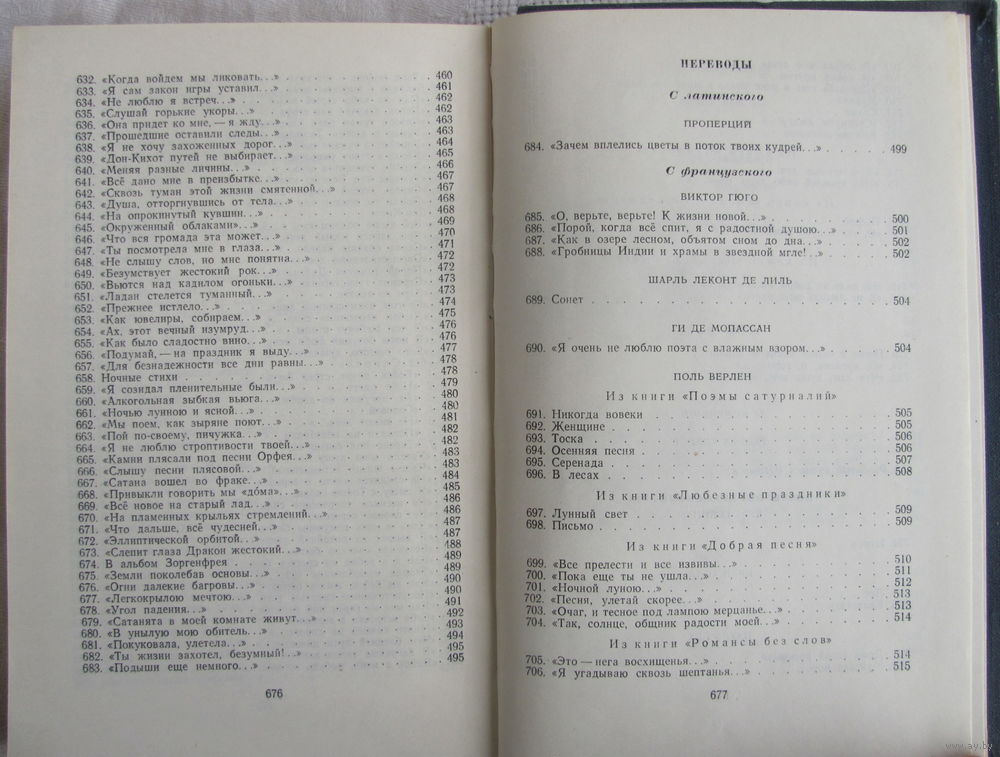 632. «Когда войдем мы ликовать. . .» 460
633. «Я сам закон игры уставил. . .» 461
634. «Не люблю я встреч. . .» 462
635. «Слушай горькие укоры. . .» 462
636. «Она придет ко мне, — я жду. . .» 463
637. «Прошедшие оставили следы. . .» 463
638. «Я не хочу захоженных дорог. . .» 464
639. «Дон-Кихот путей не выбирает. . .» 465
640. «Меняя разные личины. . .» 466
641. «Всё дано мне в преизбытке. . .» 467
642. «Сквозь туман этой жизни смятенной. . .» 467
643. «Душа, отторгнувшись от тела. . .» 468
644. «На опрокинутый кувшин. . .» 468
645. «Окруженный облаками». . .» 469
646. «Что вся громада эта может. . .» 470
647. «Ты посмотрела мне в глаза. . .» 471
648. «Не слышу слов, но мне понятна. . .» 472
649. «Безумствует жестокий рок. . .» 472
650. «Вьются над кадилом огоньки. . .» 473
651. «Ладан стелется туманный. . .» 473
652. «Прежнее истлело. . .» 474
653. «Как ювелиры, собираем. . .» 475
654. «Ах, этот вечный изумруд. . .» 476
655. «Как было сладостно вино. . .» 476
656. «Подумай, — на праздник я выду. . .» 477
657. «Для безнадежности все дни равны. . .» 478
658. Ночные стихи 478
659. «Я созидал пленительные были. . .» 479
660. «Алкогольная зыбкая вьюга. . .» 480
661. «Ночью лунною и ясной. . .» 480
662. «Мы поем, как зыряне поют. . .» 481
663. «Пой по-своему, пичужка. . .» 482
664. «Я не люблю строптивости твоей. . .» 482
665. «Камни плясали под песни Орфея. . .» 483
666. «Слышу песни плясовой. . .» 483
667. «Сатана вошел во фраке. . .» 484
668. «Привыкли говорить мы «до́ма». . .» 485
669. «Всё новое на старый лад. . .» 486
670. «На пламенных крыльях стремлений. . .» 486
671. «Что дальше, всё чудесней. . .» 487
672. «Эллиптической орбитой. . .» 487
673. «Слепит глаза Дракон жестокий. . .» 488
674. В альбом Зоргенфрея 489
675. «Земли поколебав основы. . .» 489
676. «Огни далекие багровы. . .» 490
677. «Легкокрылою мечтою. . .» 490
678. «Угол падения. . .» 491
679. «Сатанята в моей комнате живут. . .» 492
680. «В унылую мою обитель. . .» 493
681. «Покуковала, улетела. . .» 494
682. «Ты жизни захотел, безумный!. . .» 495
683. «Подыши еще немного. . .» 495
676
ПЕРЕВОДЫ
С латинского
ПРОПЕРЦИЙ
684. «Зачем вплелись цветы в поток твоих кудрей. . .» 499
С французского
ВИКТОР ГЮГО
685. «О, верьте, верьте! К жизни новой. . .» 500
686. «Порой, когда всё спит, я с радостной душою. . .» 501
687. «Как в озере лесном, объятом сном до дна. . .» 502
688. «Гробницы Индии и храмы в звездной мгле!. .» 502
ШАРЛЬ ЛЕКОНТ ДЕ ЛИЛЬ
689. Сонет 504
ГИ ДЕ МОПАССАН
690. «Я очень не люблю поэта с влажным взором. . .» 504
ПОЛЬ ВЕРЛЕН
Из книги «Поэмы сатурналий»
691. Никогда вовеки 505
692. Женщине 505
693. Тоска 506
694. Осенняя песня 506
695. Серенада 507
696. В лесах 508
Из книги «Любезные праздники»
697. Лунный свет 509
698. Письмо 509
Из книги «Добрая песня»
699. «Все прелести и все извивы. . .» 510
700. «Пока еще ты не ушла. . .» 511
701. «Ночной луною. . .» 512
702. «Песня, улетай скорее. . .» 513
703. «Очаг, и тесное под лампою мерцанье. . .» 513
704. «Так, солнце, общник радости моей. . .» 514
Из книги «Романсы без слов»
705. «Это — нега восхищенья. . .» 514
706. «Я угадываю сквозь шептанья. . .» 515
677
www.ay.by